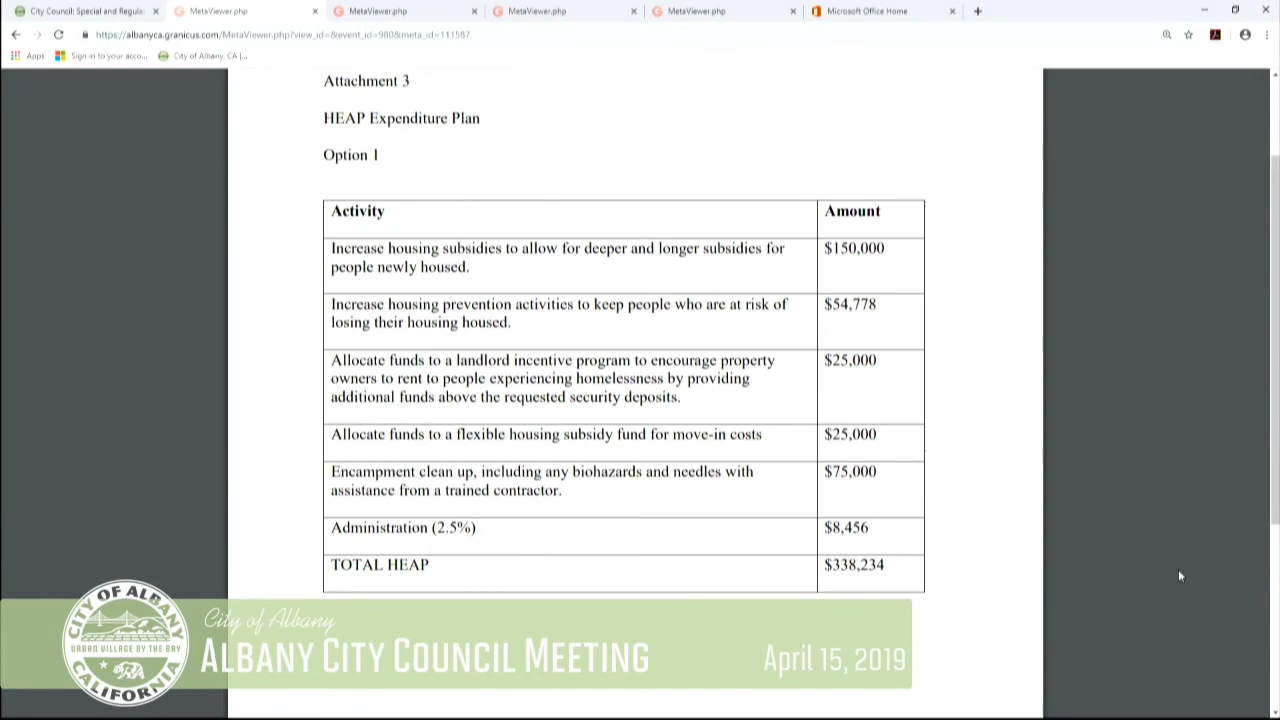 City Council: Special and Regula
MetaViewer.php
MetaViewer.php
MetaViewer.php
MetaViewer.php
Microsoft Office Home
https://albanyca.granicus.com/MetaViewer.php?view_id=&event_id=980&meta_id=111587
Apps
Sign in to your acco...
City of Albany, CA |...
Attachment 3
HEAP Expenditure Plan
Option 1
Activity Amount
Increase housing subsidies to allow for deeper and longer subsidies for $150,000
people newly housed.
Increase housing prevention activities to keep people who are at risk of $54,778
losing their housing housed.
Allocate funds to a landlord incentive program to encourage property $25,000
owners to rent to people experiencing homelessness by providing
additional funds above the requested security deposits.
Allocate funds to a flexible housing subsidy fund for move-in costs $25,000
Encampment clean up, including any biohazards and needles with $75,000
assistance from a trained contractor.
Administration (2.5%) $8,456
TOTAL HEAP $338,234
CITY OF ALBANY
URBAN VILLAGE BY THE BAY
CALIFORNIA
City of Albany
ALBANY CITY COUNCIL MEETING April 15, 2019